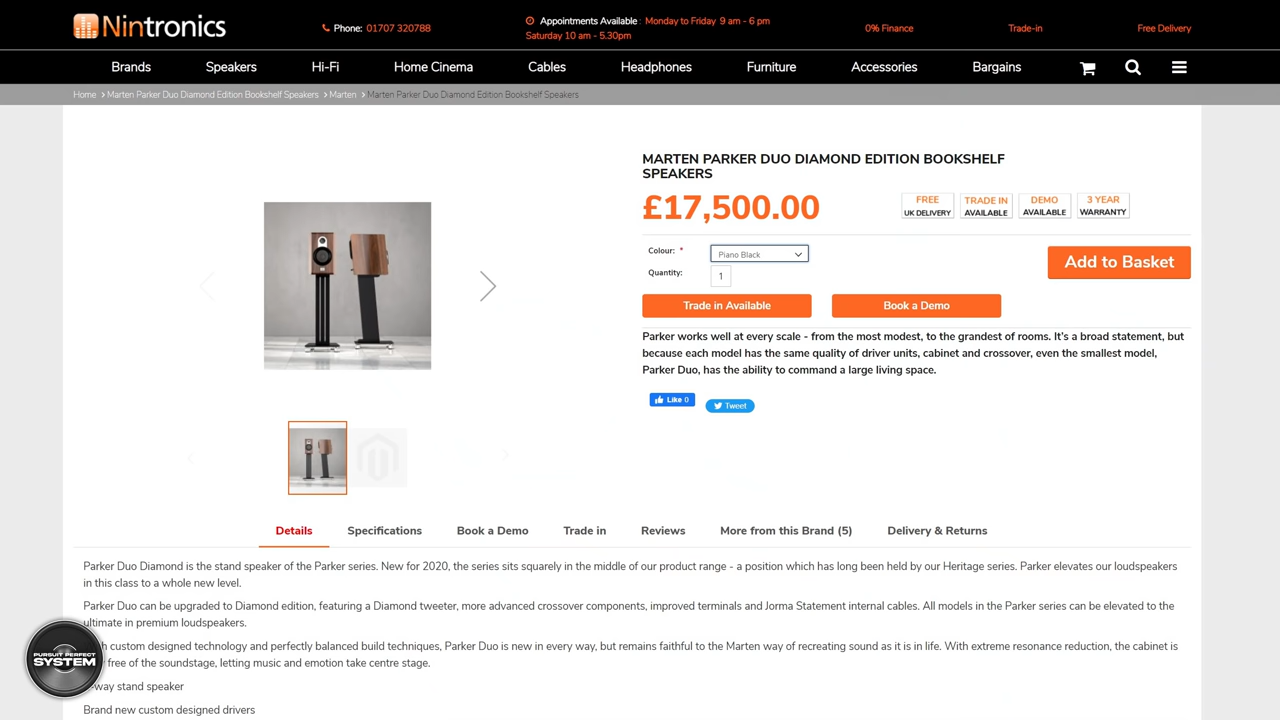 Nintronics
Phone: 01707 320788
Appointments Available : Monday to Friday 9 am - 6 pm
Saturday 10 am - 5.30pm
0% Finance
Trade-in
Free Delivery
Brands
Speakers
Hi-Fi
Home Cinema
Cables
Headphones
Furniture
Accessories
Bargains
Home > Marten Parker Duo Diamond Edition Bookshelf Speakers > Marten > Marten Parker Duo Diamond Edition Bookshelf Speakers
MARTEN PARKER DUO DIAMOND EDITION BOOKSHELF
SPEAKERS
£17,500.00
FREE
UK DELIVERY
TRADE IN
AVAILABLE
DEMO
AVAILABLE
3 YEAR
WARRANTY
Colour: *
Piano Black
Add to Basket
Quantity:
1
Trade in Available
Book a Demo
Parker works well at every scale - from the most modest, to the grandest of rooms. It's a broad statement, but
because each model has the same quality of driver units, cabinet and crossover, even the smallest model,
Parker Duo, has the ability to command a large living space.
Like 0
Tweet
Details
Specifications
Book a Demo
Trade in
Reviews
More from this Brand (5)
Delivery & Returns
Parker Duo Diamond is the stand speaker of the Parker series. New for 2020, the series sits squarely in the middle of our product range - a position which has long been held by our Heritage series. Parker elevates our loudspeakers
in this class to a whole new level.
Parker Duo can be upgraded to Diamond edition, featuring a Diamond tweeter, more advanced crossover components, improved terminals and Jorma Statement internal cables. All models in the Parker series can be elevated to the
ultimate in premium loudspeakers.
custom designed technology and perfectly balanced build techniques, Parker Duo is new in every way, but remains faithful to the Marten way of recreating sound as it is in life. With extreme resonance reduction, the cabinet is
free of the soundstage, letting music and emotion take centre stage.
-way stand speaker
Brand new custom designed drivers
PURSUIT PERFECT
SYSTEM